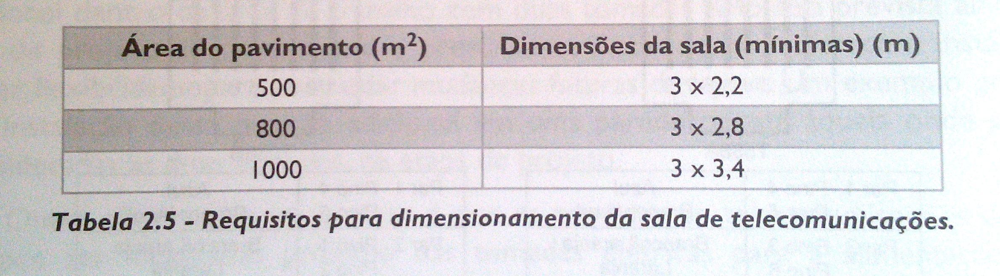 Área do pavimento (m²) Dimensões da sala (mínimas) (m)
500 3 x 2,2
800 3 x 2,8
1000 3 x 3,4
Tabela 2.5 - Requisitos para dimensionamento da sala de telecomunicações.